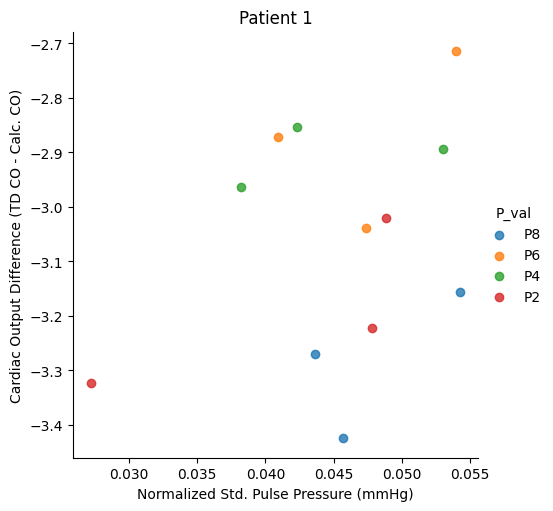 Patient 1
Cardiac Output Difference (TD CO - Calc. CO)
−2.7
−2.8
−2.9
−3.0
−3.1
−3.2
−3.3
−3.4
P_val
P8
P6
P4
P2
0.030 0.035 0.040 0.045 0.050 0.055
Normalized Std. Pulse Pressure (mmHg)